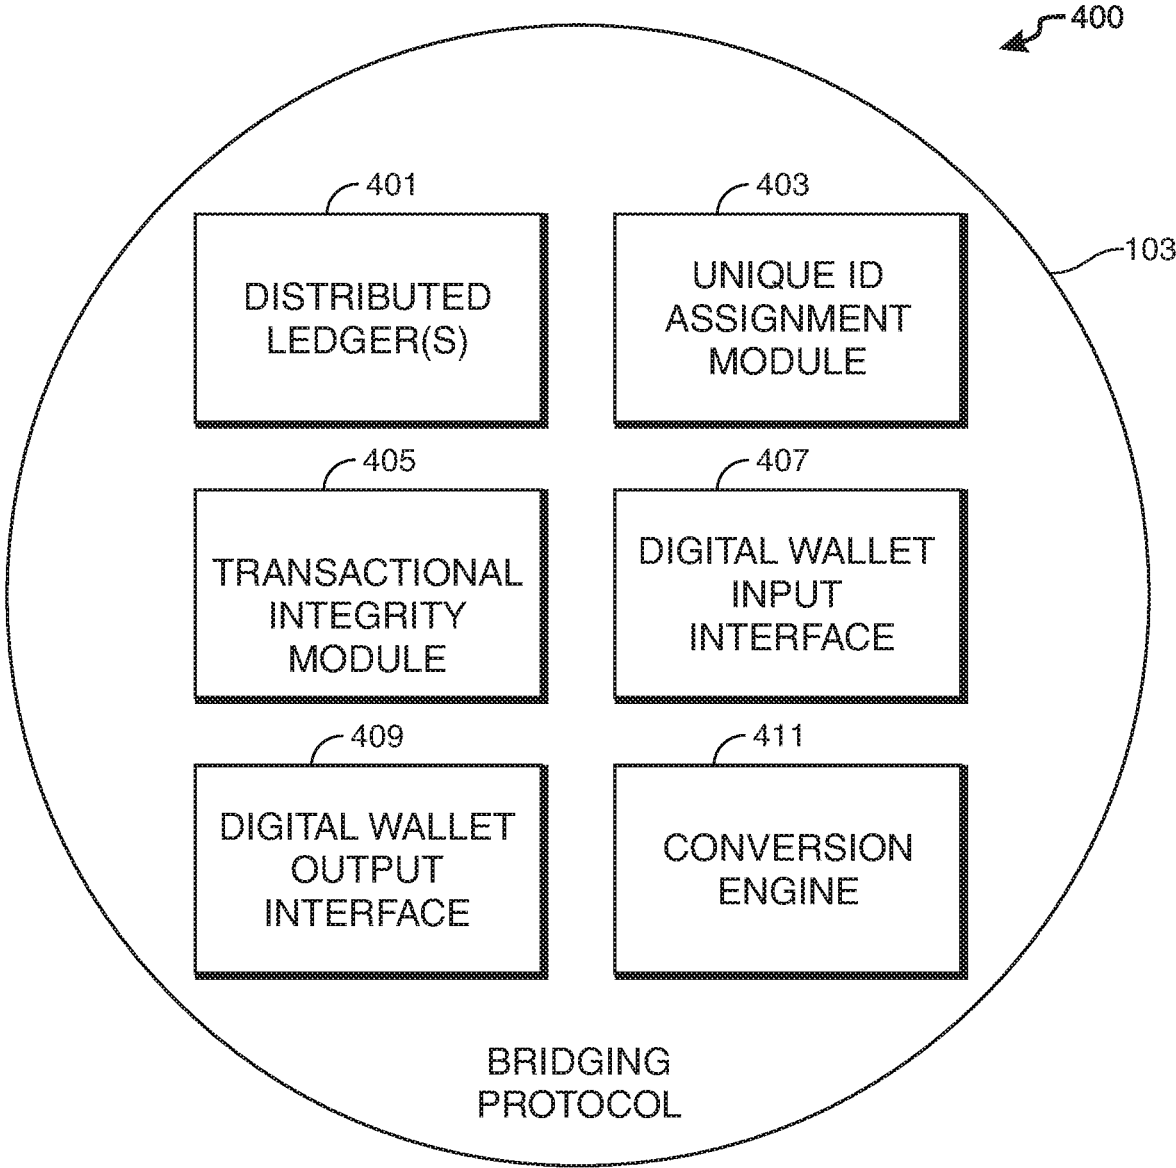 400
401
403
103
DISTRIBUTED
LEDGER(S)
UNIQUE ID
ASSIGNMENT
MODULE
405
407
TRANSACTIONAL
INTEGRITY
MODULE
DIGITAL WALLET
INPUT
INTERFACE
409
411
DIGITAL WALLET
OUTPUT
INTERFACE
CONVERSION
ENGINE
BRIDGING
PROTOCOL